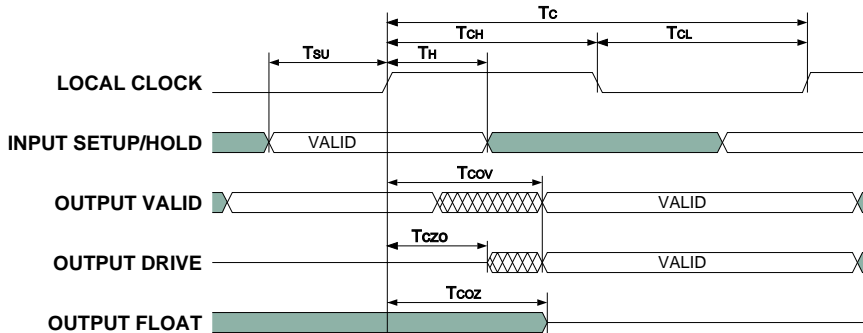 Tc
TCH
TCL
TSU
TH
LOCAL CLOCK
INPUT SETUP/HOLD
VALID
TCOV
OUTPUT VALID
VALID
TCZO
OUTPUT DRIVE
VALID
TCOZ
OUTPUT FLOAT